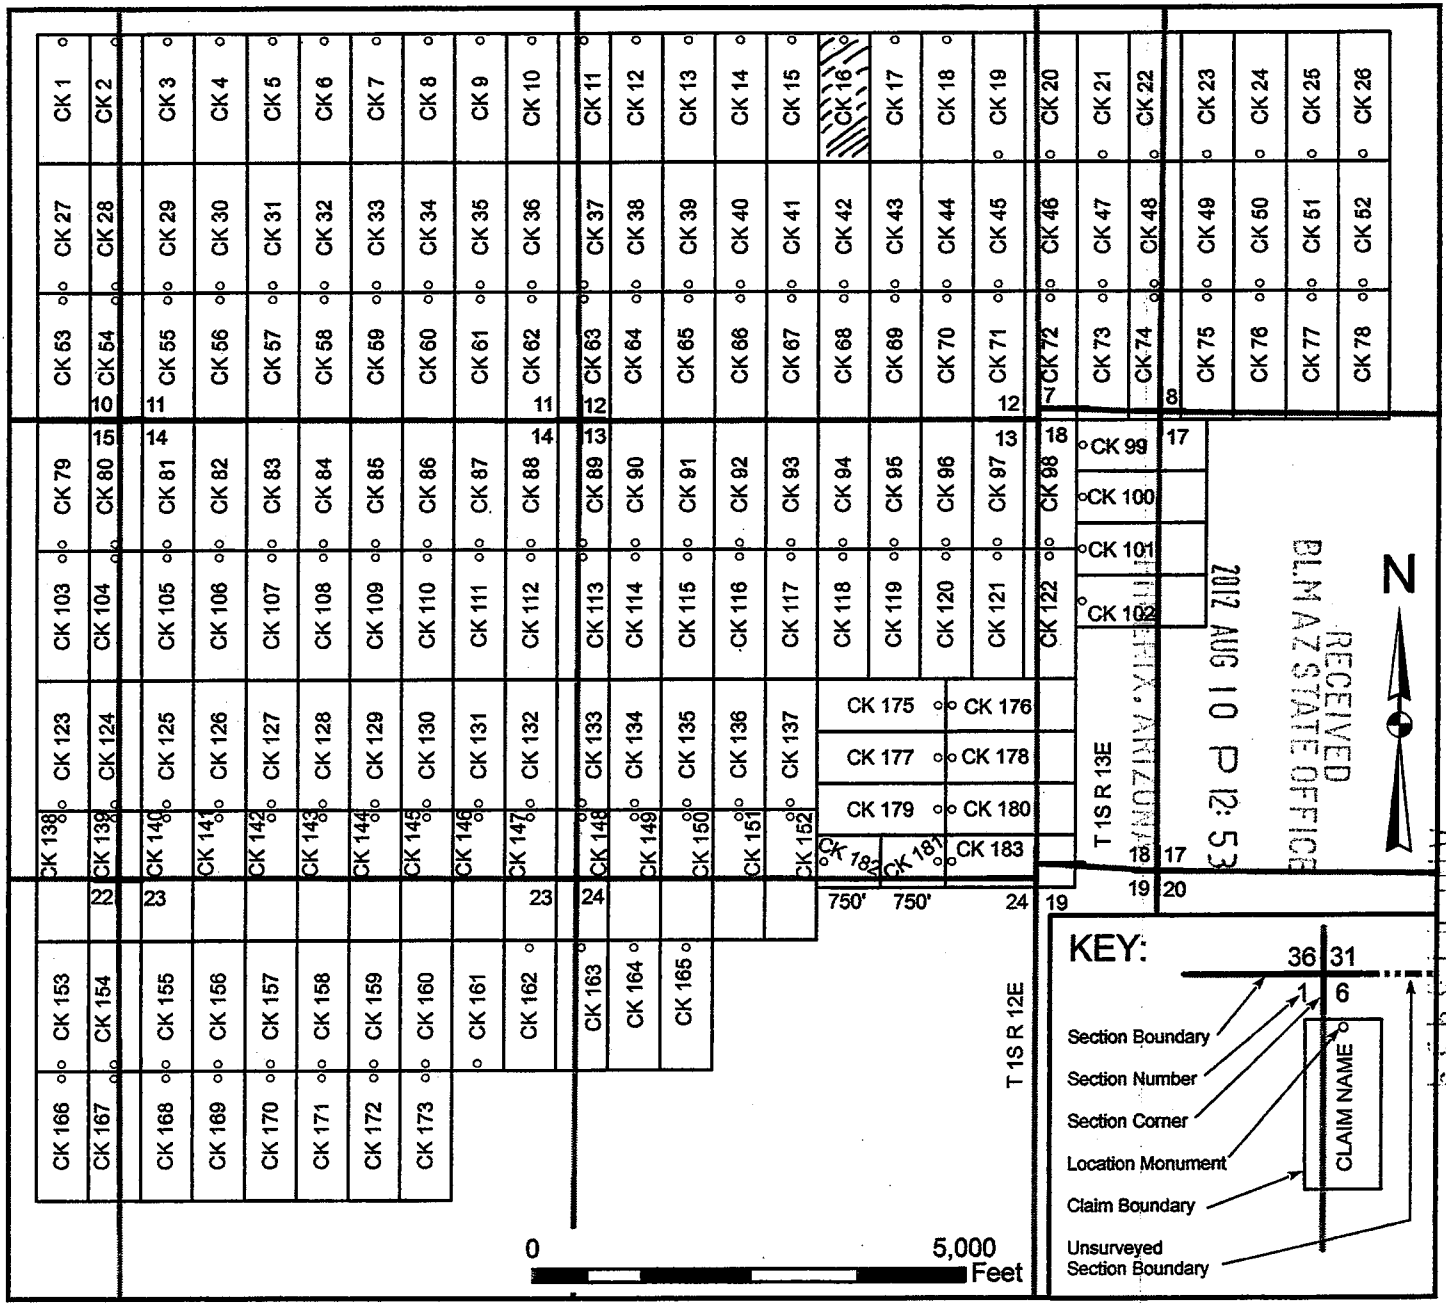 CK 1 CK 2 CK 3 CK 4 CK 5 CK 6 CK 7 CK 8 CK 9 CK 10 CK 11 CK 12 CK 13 CK 14 CK 15 CK 16 CK 17 CK 18 CK 19 CK 20 CK 21 CK 22 CK 23 CK 24 CK 25 CK 26
CK 27 CK 28 CK 29 CK 30 CK 31 CK 32 CK 33 CK 34 CK 35 CK 36 CK 37 CK 38 CK 39 CK 40 CK 41 CK 42 CK 43 CK 44 CK 45 CK 46 CK 47 CK 48 CK 49 CK 50 CK 51 CK 52
CK 53 CK 54 CK 55 CK 56 CK 57 CK 58 CK 59 CK 60 CK 61 CK 62 CK 63 CK 64 CK 65 CK 66 CK 67 CK 68 CK 69 CK 70 CK 71 CK 72 CK 73 CK 74 CK 75 CK 76 CK 77 CK 78
10 11 11 12 12 7 8
15 14 14 13 13 18 17
CK 79 CK 80 CK 81 CK 82 CK 83 CK 84 CK 85 CK 86 CK 87 CK 88 CK 89 CK 90 CK 91 CK 92 CK 93 CK 94 CK 95 CK 96 CK 97 CK 98
CK 99
CK 100
CK 101
CK 102
CK 103 CK 104 CK 105 CK 106 CK 107 CK 108 CK 109 CK 110 CK 111 CK 112 CK 113 CK 114 CK 115 CK 116 CK 117 CK 118 CK 119 CK 120 CK 121 CK 122
RECEIVED
BLM AZ STATE OFFICE
2012 AUG 10 P 12:53
ARIZONA
N
CK 123 CK 124 CK 125 CK 126 CK 127 CK 128 CK 129 CK 130 CK 131 CK 132 CK 133 CK 134 CK 135 CK 136 CK 137
CK 175 CK 176
CK 177 CK 178
CK 179 CK 180
CK 182 CK 181 CK 183
T 1S R 13E
CK 138 CK 139 CK 140 CK 141 CK 142 CK 143 CK 144 CK 145 CK 146 CK 147 CK 148 CK 149 CK 150 CK 151 CK 152
18 17
19 20
22 23 23 24 750' 750' 24 19
CK 153 CK 154 CK 155 CK 156 CK 157 CK 158 CK 159 CK 160 CK 161 CK 162 CK 163 CK 164 CK 165
T 1S R 12E
CK 166 CK 167 CK 168 CK 169 CK 170 CK 171 CK 172 CK 173
KEY:
36 31
1 6
Section Boundary
Section Number
Section Corner
Location Monument
Claim Boundary
Unsurveyed
Section Boundary
CLAIM NAME
0 5,000
Feet